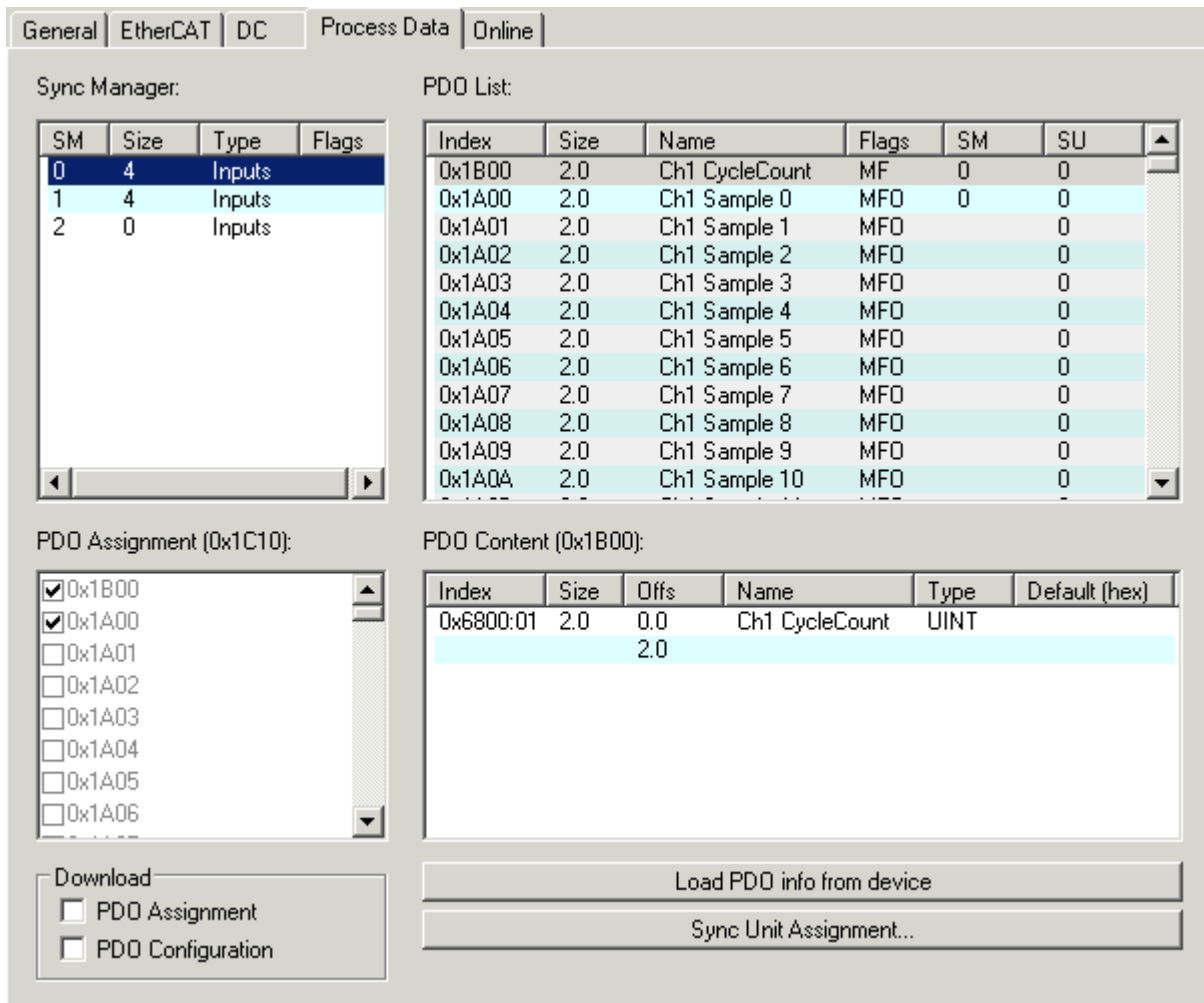 General EtherCAT DC Process Data Online
Sync Manager:
SM Size Type Flags
0 4 Inputs
1 4 Inputs
2 0 Inputs
PDO List:
Index Size Name Flags SM SU
0x1B00 2.0 Ch1 CycleCount MF 0 0
0x1A00 2.0 Ch1 Sample 0 MFO 0 0
0x1A01 2.0 Ch1 Sample 1 MFO 0
0x1A02 2.0 Ch1 Sample 2 MFO 0
0x1A03 2.0 Ch1 Sample 3 MFO 0
0x1A04 2.0 Ch1 Sample 4 MFO 0
0x1A05 2.0 Ch1 Sample 5 MFO 0
0x1A06 2.0 Ch1 Sample 6 MFO 0
0x1A07 2.0 Ch1 Sample 7 MFO 0
0x1A08 2.0 Ch1 Sample 8 MFO 0
0x1A09 2.0 Ch1 Sample 9 MFO 0
0x1A0A 2.0 Ch1 Sample 10 MFO 0
PDO Assignment (0x1C10):
0x1B00
0x1A00
0x1A01
0x1A02
0x1A03
0x1A04
0x1A05
0x1A06
PDO Content (0x1B00):
Index Size Offs Name Type Default (hex)
0x6800:01 2.0 0.0 Ch1 CycleCount UINT
2.0
Download
PDO Assignment
PDO Configuration
Load PDO info from device
Sync Unit Assignment...